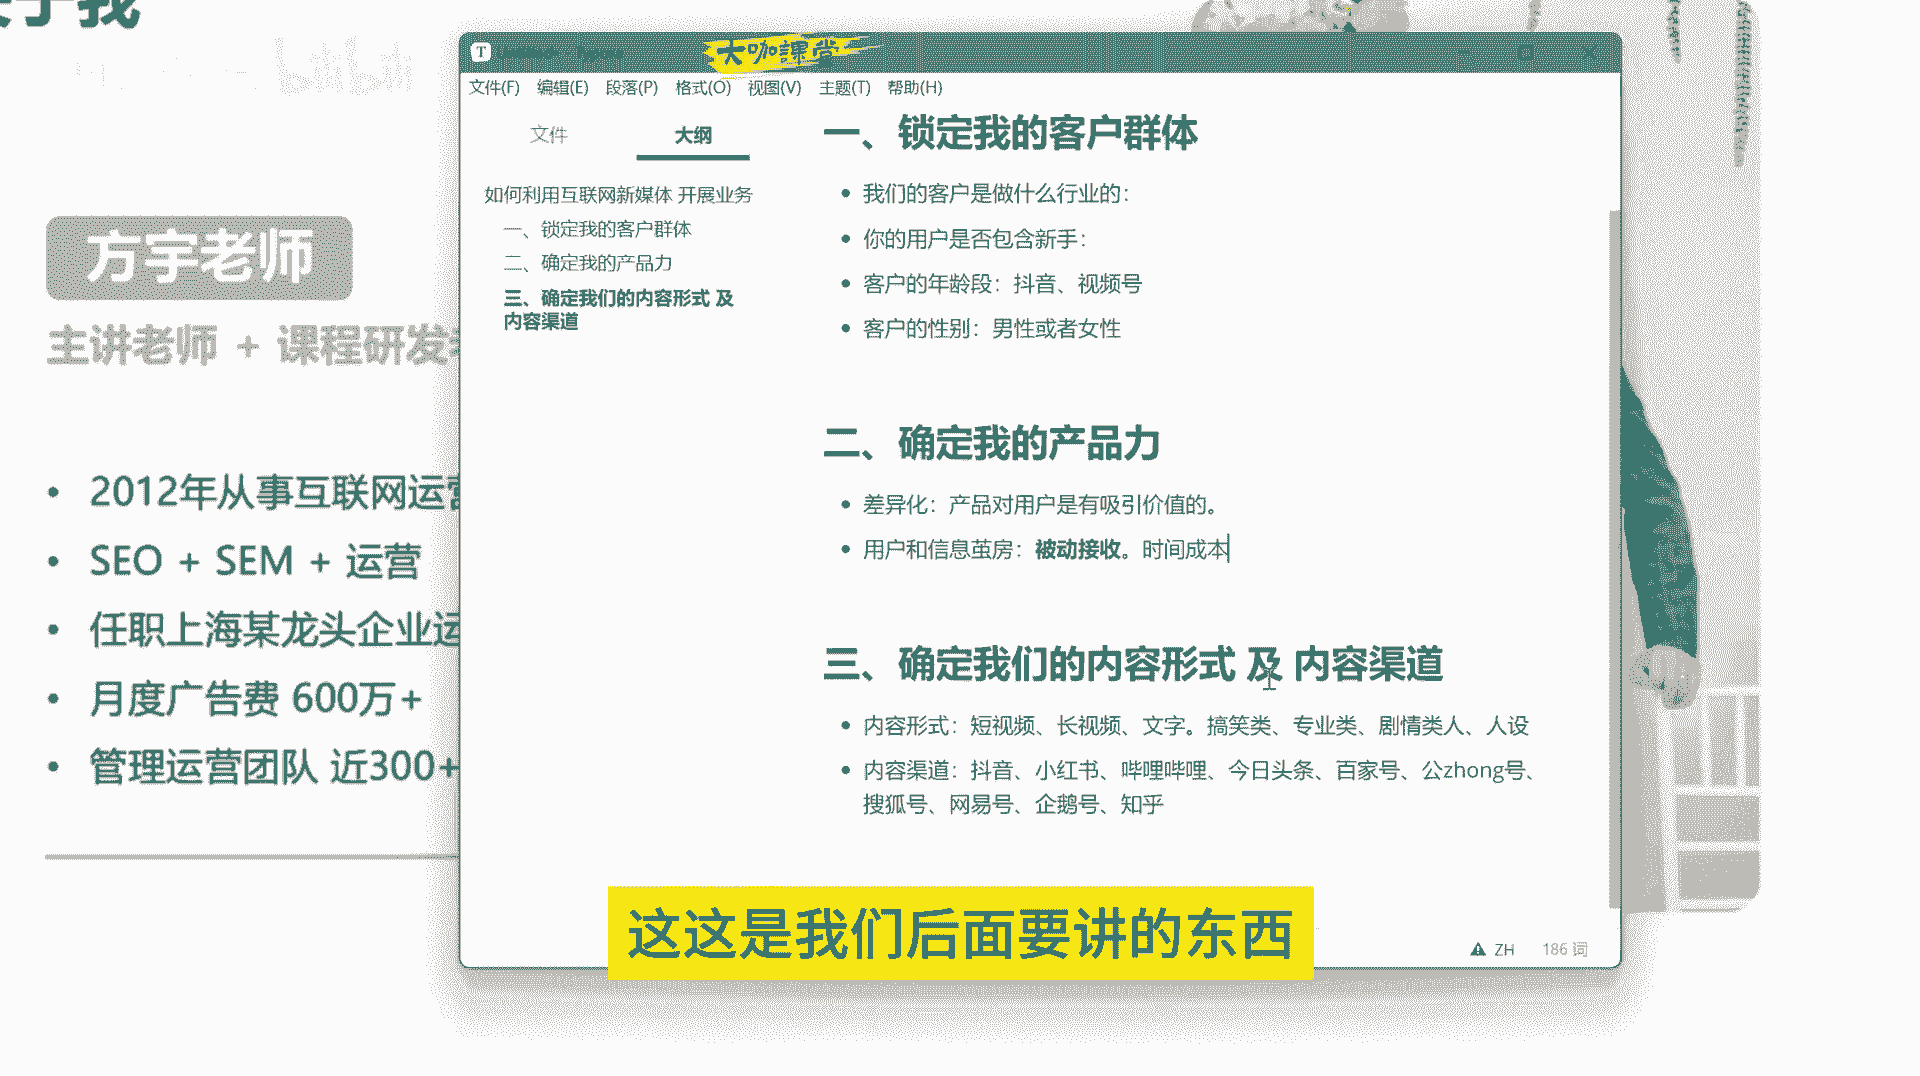 bilibili
方宇老师
主讲老师 + 课程研发
2012年从事互联网运营
SEO + SEM + 运营
任职上海某龙头企业运
月度广告费 600万+
管理运营团队 近300+
T
大咖课堂
文件(F) 编辑(E) 段落(P) 格式(O) 视图(V) 主题(T) 帮助(H)
文件 大纲
如何利用互联网新媒体 开展业务
一、锁定我的客户群体
二、确定我的产品力
三、确定我们的内容形式 及
内容渠道
一、锁定我的客户群体
我们的客户是做什么行业的：
你的用户是否包含新手：
客户的年龄段：抖音、视频号
客户的性别：男性或者女性
二、确定我的产品力
差异化：产品对用户是有吸引价值的。
用户和信息茧房：被动接收。时间成本
三、确定我们的内容形式 及 内容渠道
内容形式：短视频、长视频、文字。搞笑类、专业类、剧情类人、人设
内容渠道：抖音、小红书、哔哩哔哩、今日头条、百家号、公zhong号、
搜狐号、网易号、企鹅号、知乎
ZH 186 词
这这是我们后面要讲的东西